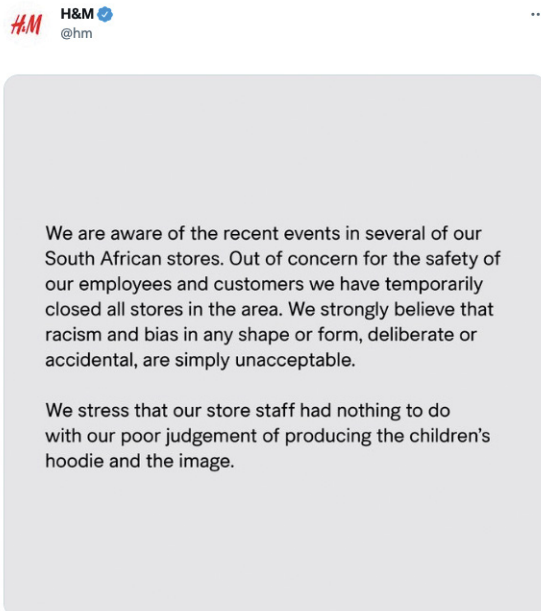 H&M
H&M
@hm
We are aware of the recent events in several of our
South African stores. Out of concern for the safety of
our employees and customers we have temporarily
closed all stores in the area. We strongly believe that
racism and bias in any shape or form, deliberate or
accidental, are simply unacceptable.
We stress that our store staff had nothing to do
with our poor judgement of producing the children’s
hoodie and the image.